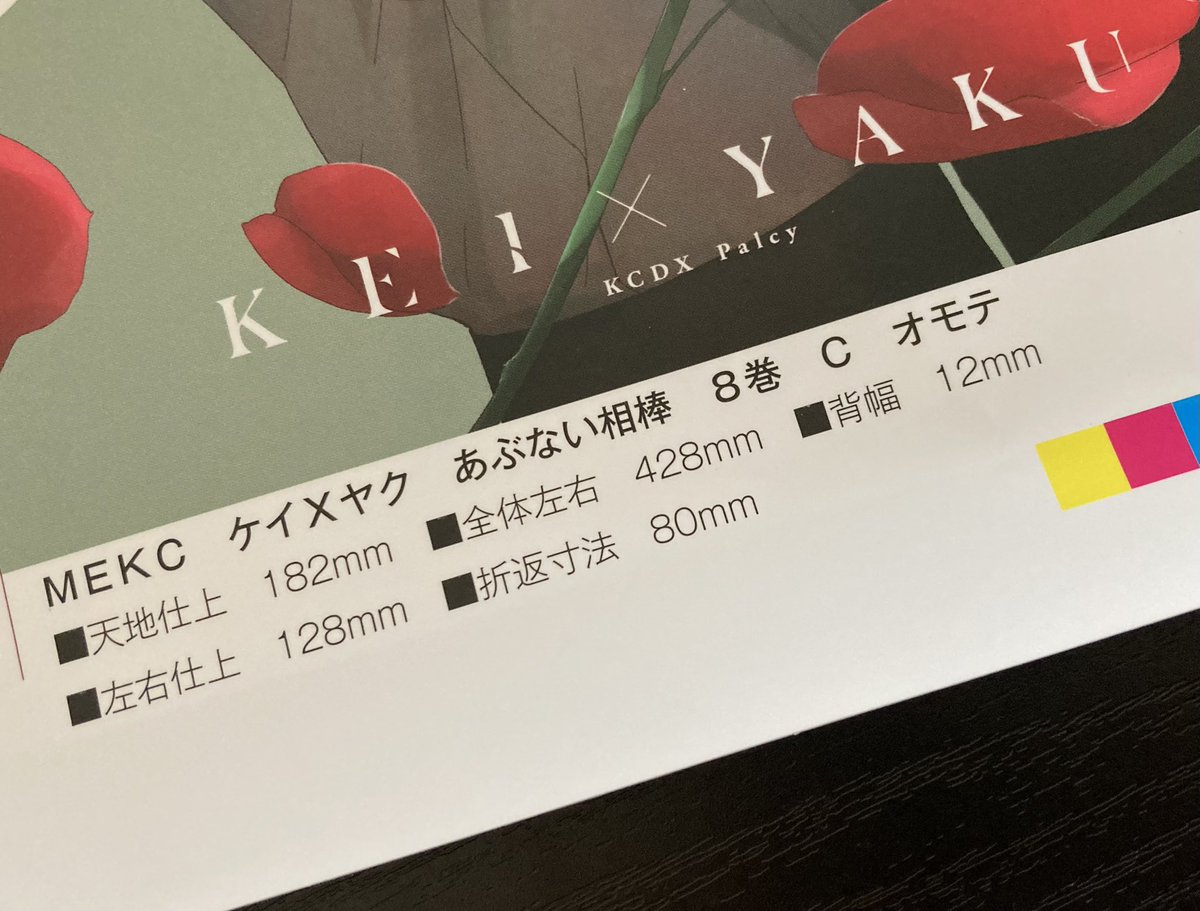 KEI×YAKU
KCDX Palcy
MEKC ケイXヤク あぶない相棒 8巻 C オモテ
■天地仕上 182mm ■全体左右 428mm ■背幅 12mm
■左右仕上 128mm ■折返寸法 80mm